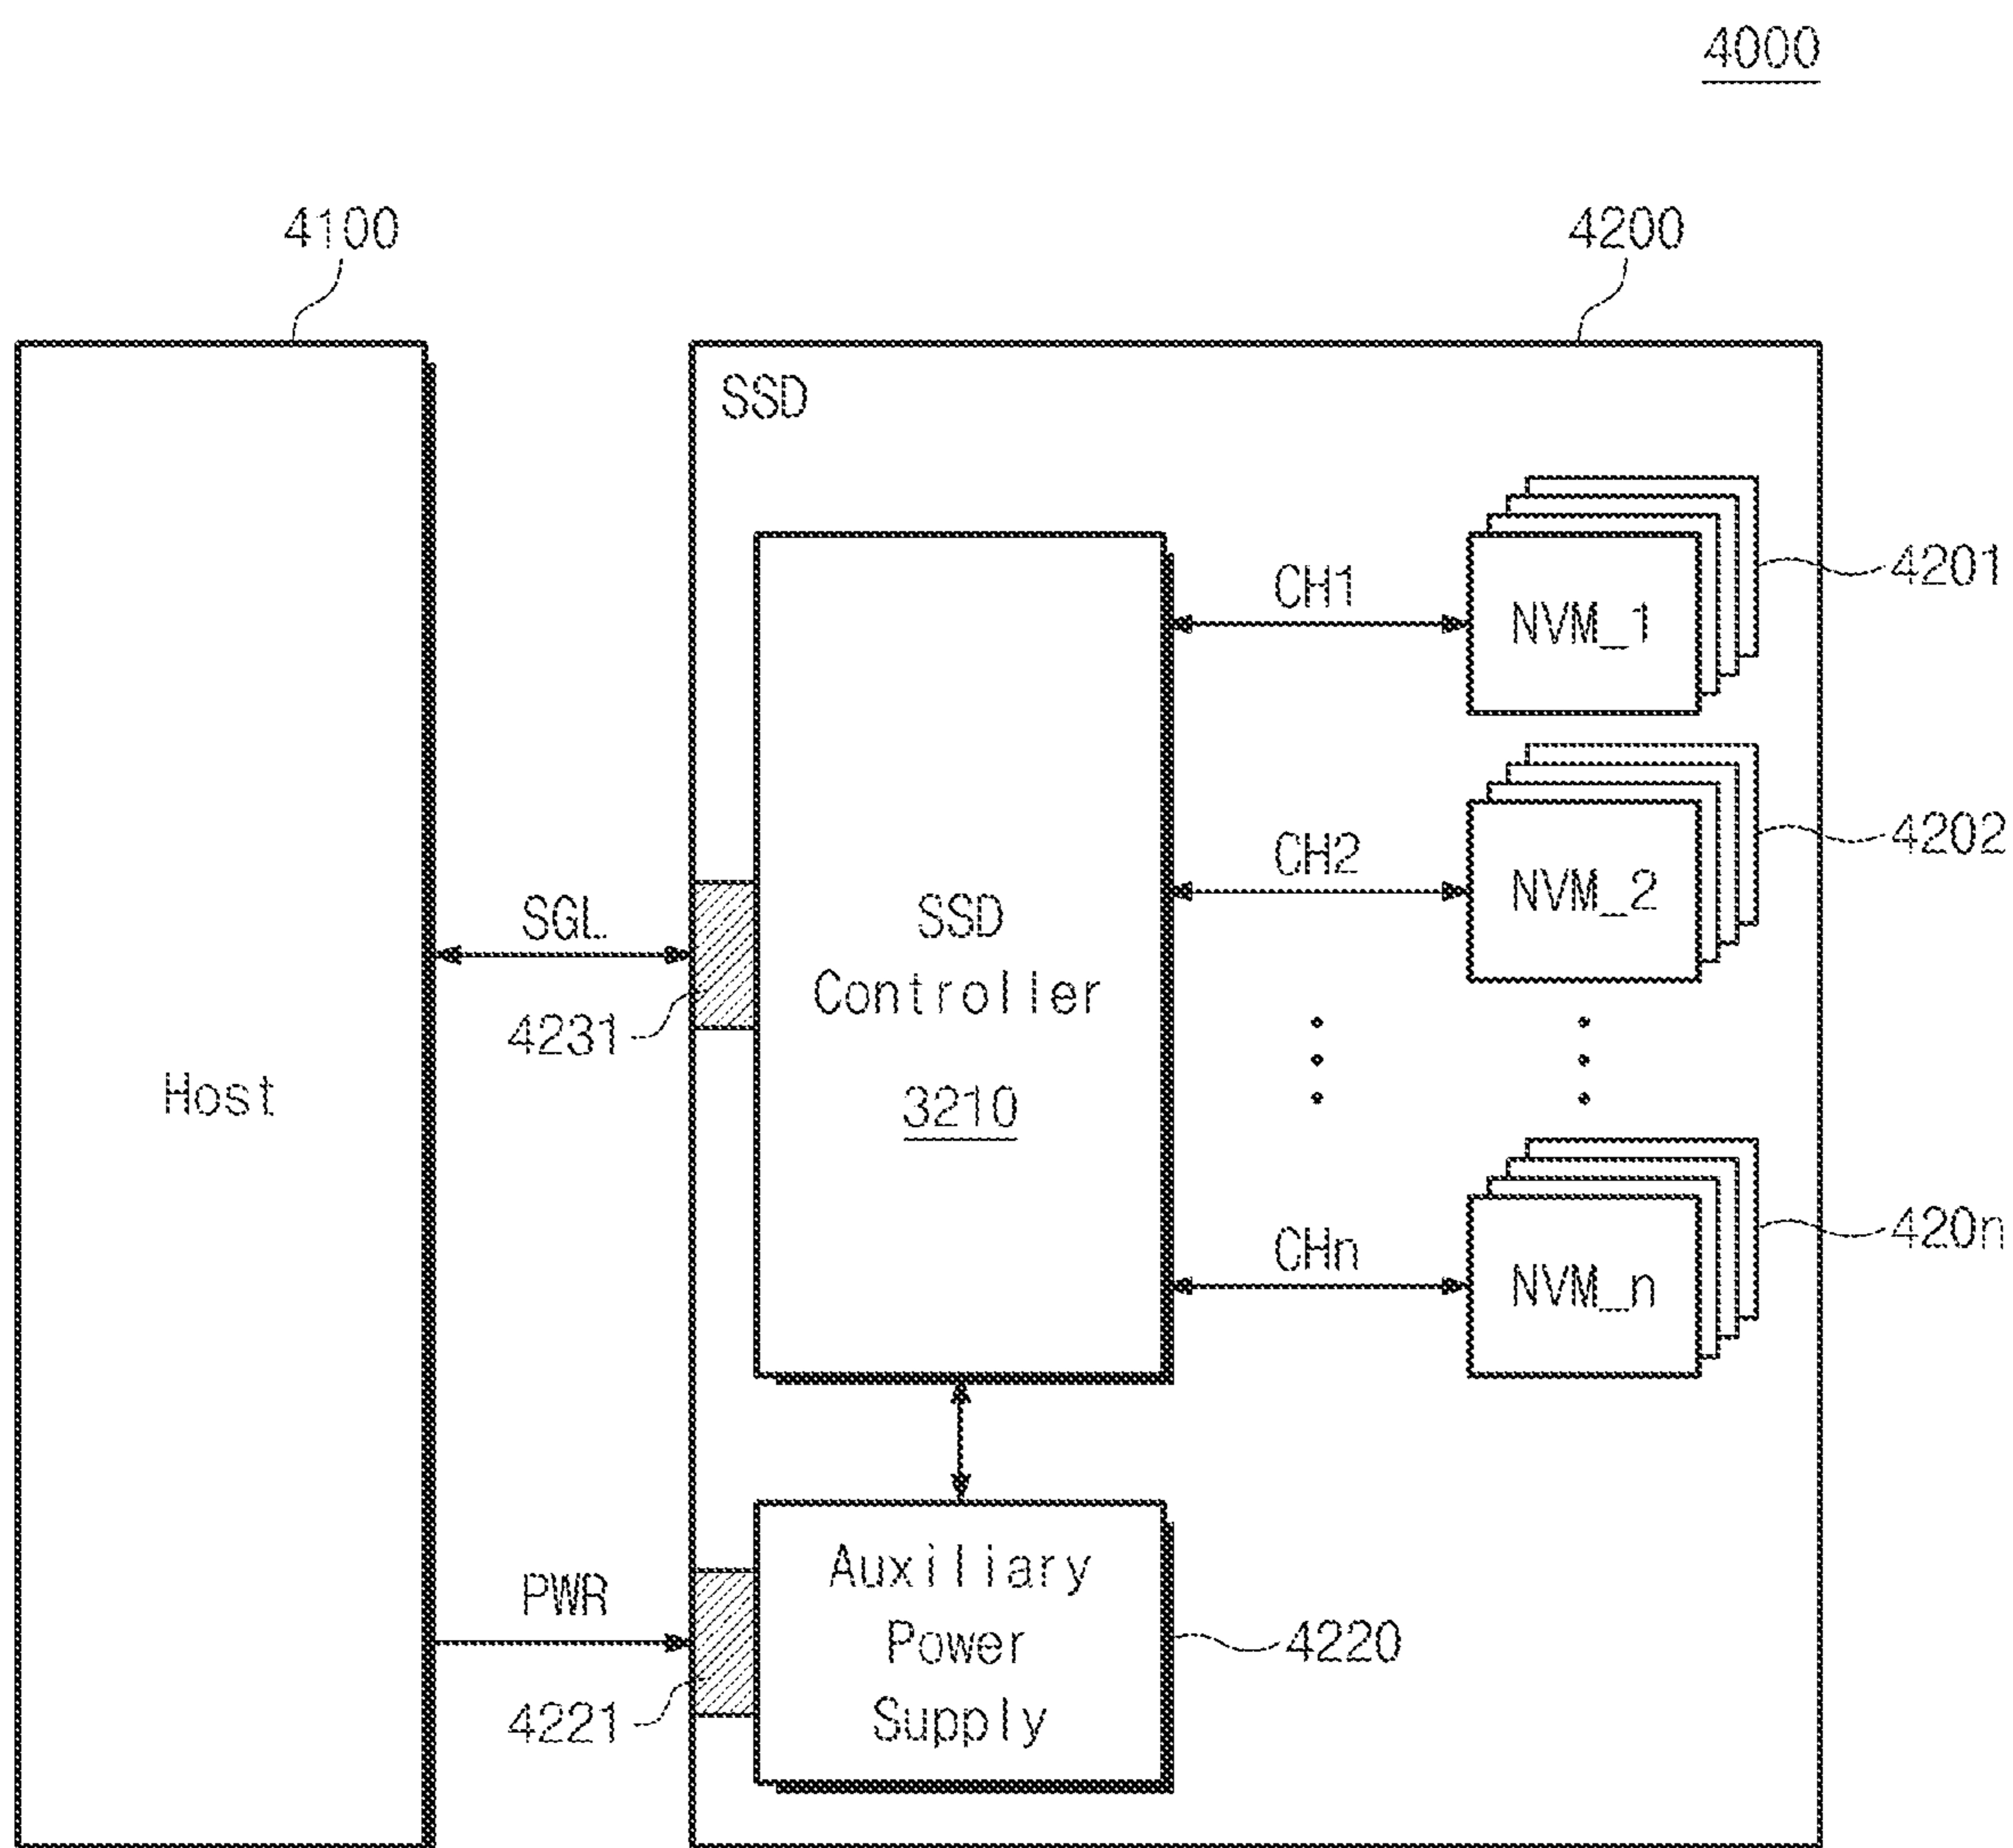 4000
4100
4200
SSD
CH1
NVM_1
4201
CH2
NVM_2
4202
SGL
4231
SSD
Controller
3210
Host
CHn
NVM_n
420n
PWR
4221
Auxiliary
Power
Supply
4220